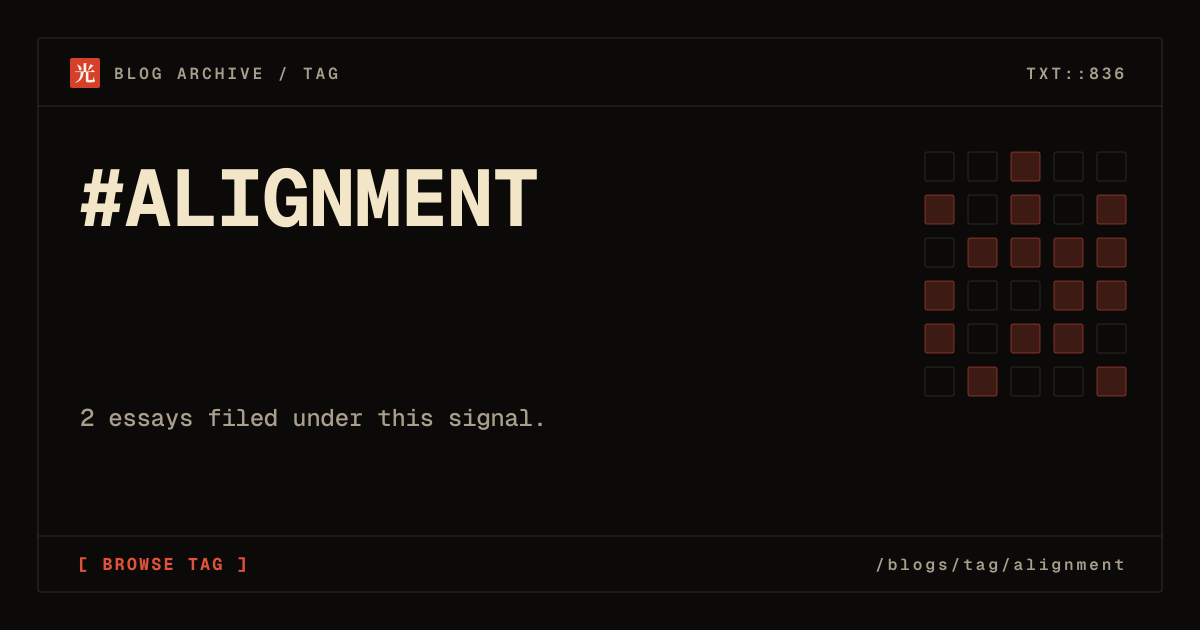 光 BLOG ARCHIVE / TAG
TXT::836
#ALIGNMENT
2 essays filed under this signal.
[ BROWSE TAG ]
/blogs/tag/alignment